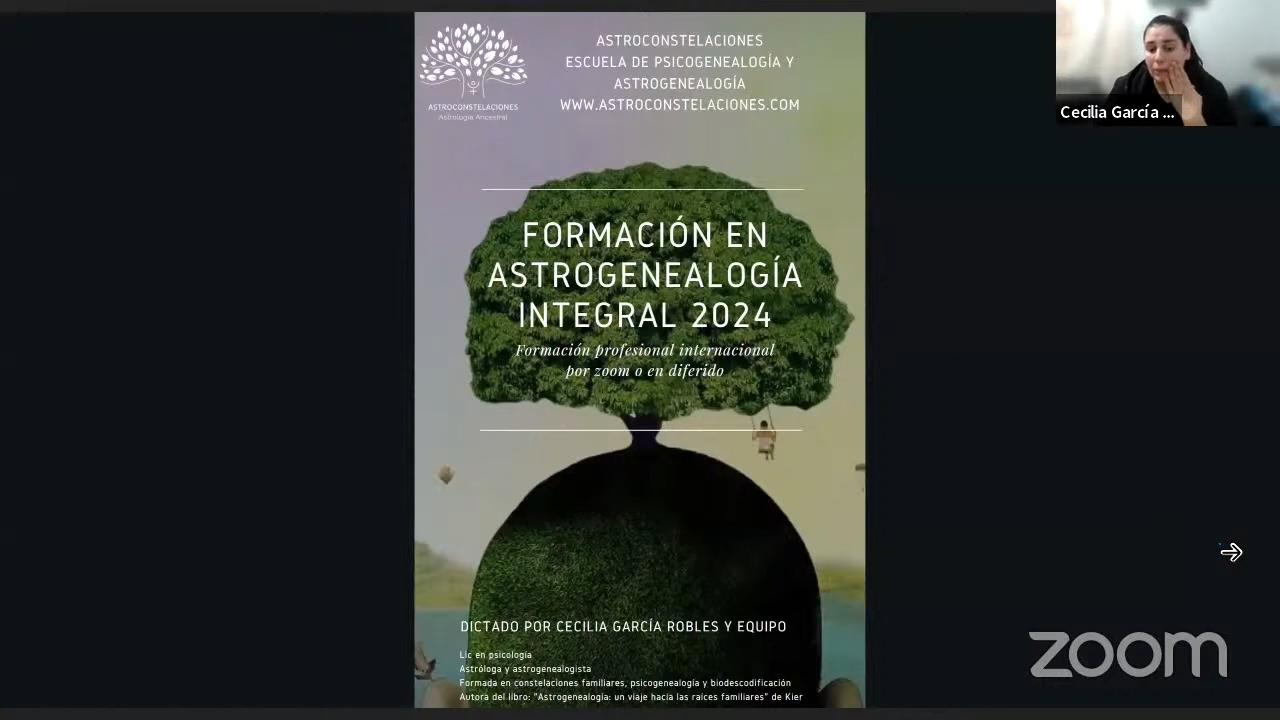 ASTROCONSTELACIONES
ESCUELA DE PSICOGENEALOGÍA Y
ASTROGENEALOGÍA
WWW.ASTROCONSTELACIONES.COM
ASTROCONSTELACIONES
Astrología Ancestral
Cecilia García ...
FORMACIÓN EN
ASTROGENEALOGÍA
INTEGRAL 2024
Formación profesional internacional
por zoom o en diferido
DICTADO POR CECILIA GARCÍA ROBLES Y EQUIPO
Lic en psicología
Astróloga y astrogenealogista
Formada en constelaciones familiares, psicogenealogía y biodescodificación
Autora del libro: "Astrogenealogía: un viaje hacia las raíces familiares" de Kier
zoom